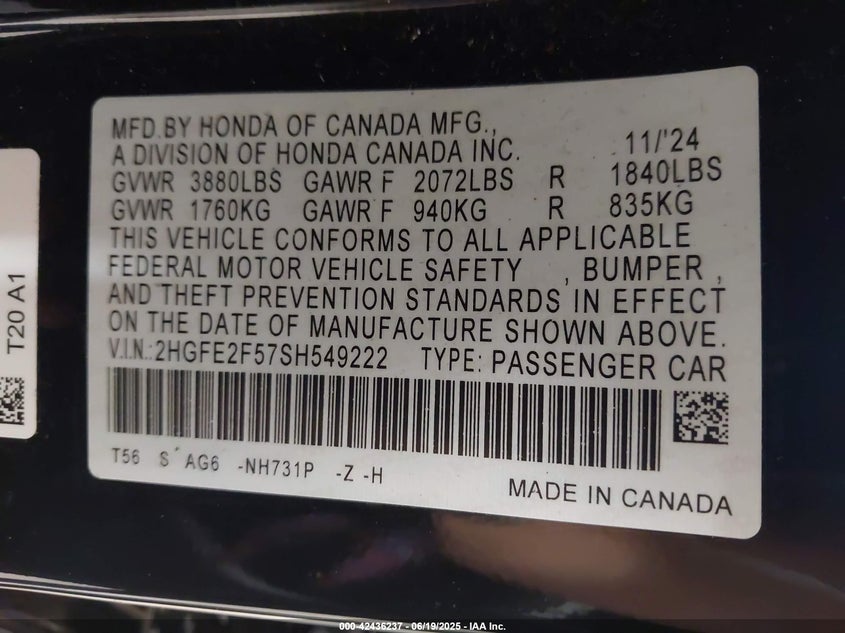 MFD.BY HONDA OF CANADA MFG.,
A DIVISION OF HONDA CANADA INC. 11/'24
GVWR 3880LBS GAWR F 2072LBS R 1840LBS
GVWR 1760KG GAWR F 940KG R 835KG
THIS VEHICLE CONFORMS TO ALL APPLICABLE
FEDERAL MOTOR VEHICLE SAFETY , BUMPER ,
AND THEFT PREVENTION STANDARDS IN EFFECT
ON THE DATE OF MANUFACTURE SHOWN ABOVE.
V.I.N.:2HGFE2F57SH549222 TYPE: PASSENGER CAR
T56 S AG6 -NH731P -Z -H
MADE IN CANADA
T20 A1
000-42436237 - 06/19/2025 - IAA Inc.